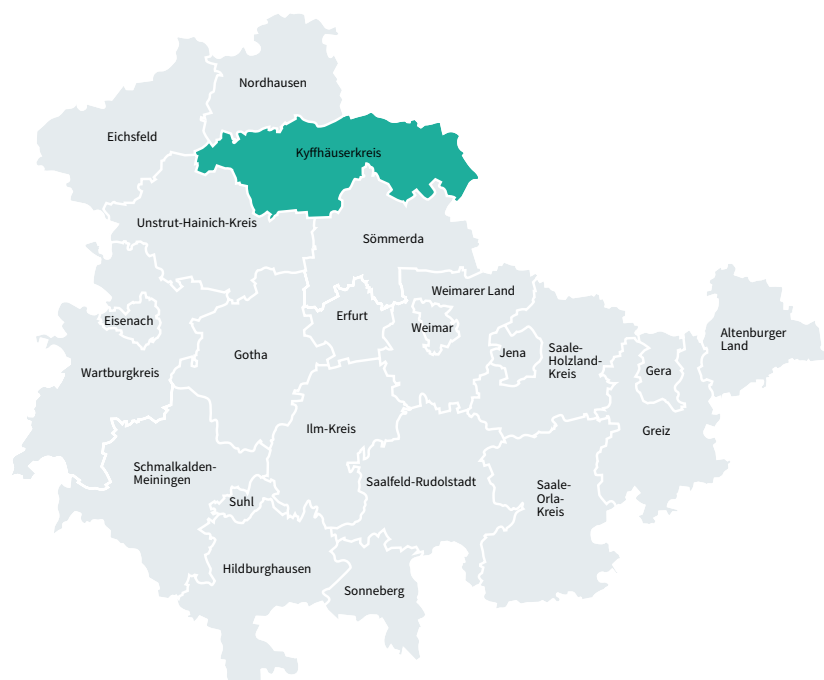 Nordhausen
Eichsfeld
Kyffhäuserkreis
Unstrut-Hainich-Kreis
Sömmerda
Weimarer Land
Eisenach
Erfurt
Weimar
Altenburger
Land
Gotha
Jena
Saale-
Holzland-
Kreis
Wartburgkreis
Gera
Ilm-Kreis
Greiz
Schmalkalden-
Meiningen
Saalfeld-Rudolstadt
Saale-
Orla-
Kreis
Suhl
Hildburghausen
Sonneberg